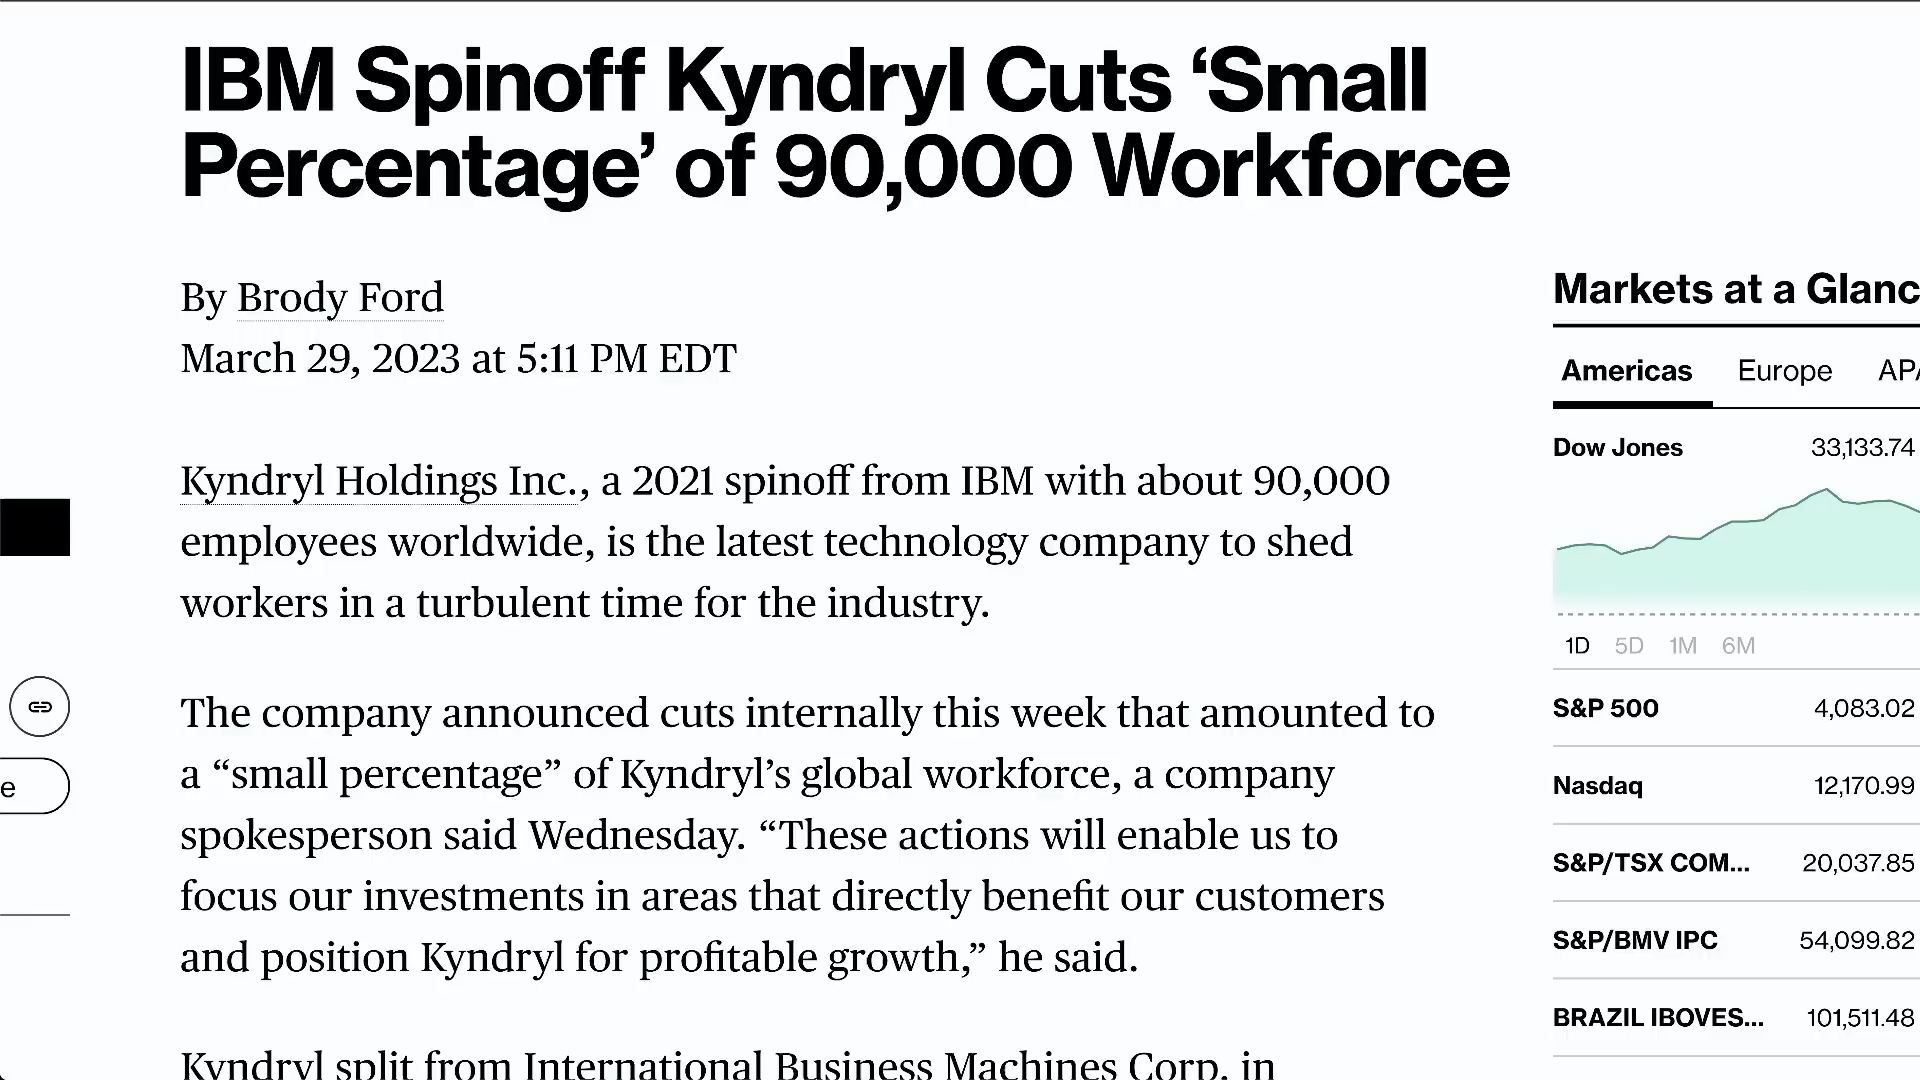 IBM Spinoff Kyndryl Cuts ‘Small
Percentage’ of 90,000 Workforce
By Brody Ford
March 29, 2023 at 5:11 PM EDT
Kyndryl Holdings Inc., a 2021 spinoff from IBM with about 90,000
employees worldwide, is the latest technology company to shed
workers in a turbulent time for the industry.
The company announced cuts internally this week that amounted to
a “small percentage” of Kyndryl’s global workforce, a company
spokesperson said Wednesday. “These actions will enable us to
focus our investments in areas that directly benefit our customers
and position Kyndryl for profitable growth,” he said.
Kyndryl split from International Business Machines Corp. in
e
Markets at a Glanc
Americas Europe APA
Dow Jones 33,133.74
1D 5D 1M 6M
S&P 500 4,083.02
Nasdaq 12,170.99
S&P/TSX COM... 20,037.85
S&P/BMV IPC 54,099.82
BRAZIL IBOVES... 101,511.48